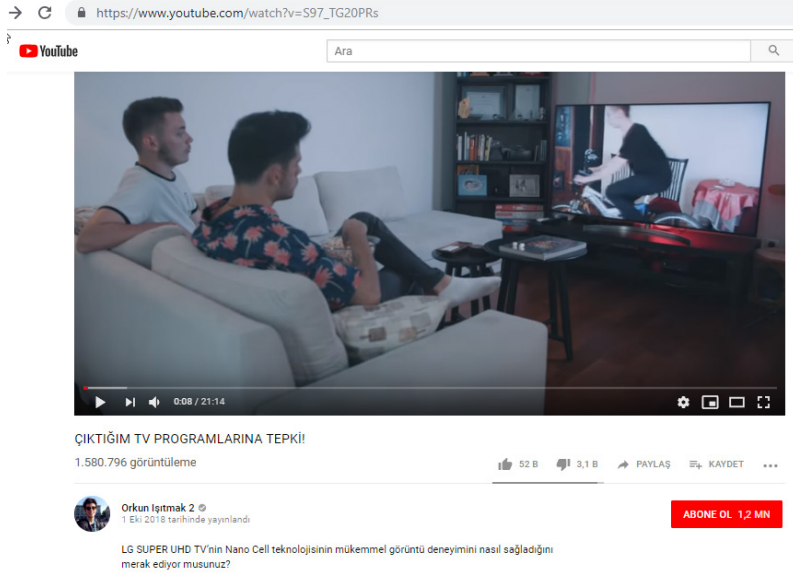 https://www.youtube.com/watch?v=S97_TG20PRs
YouTube
Ara
0:08 / 21:14
ÇIKTIĞIM TV PROGRAMLARINA TEPKİ!
1.580.796 görüntüleme
52 B
3,1 B
PAYLAŞ
KAYDET
Orkun Işıtmak 2
1 Eki 2018 tarihinde yayınlandı
ABONE OL 1,2 MN
LG SUPER UHD TV'nin Nano Cell teknolojisinin mükemmel görüntü deneyimini nasıl sağladığını
merak ediyor musunuz?